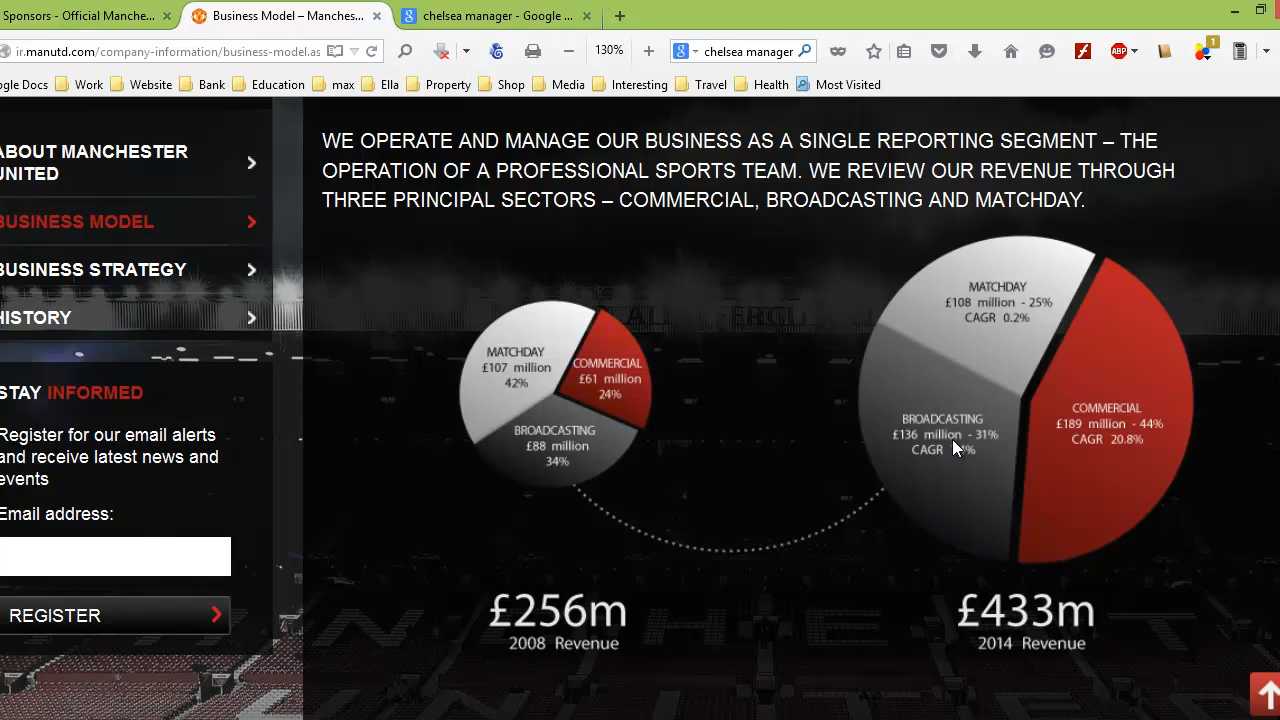 Sponsors - Official Manche...
Business Model – Manches...
chelsea manager - Google ...
ir.manutd.com/company-information/business-model.as
130%
chelsea manager
ABP
1
gle Docs
Work
Website
Bank
Education
max
Ella
Property
Shop
Media
Interesting
Travel
Health
Most Visited
ABOUT MANCHESTER
UNITED
BUSINESS MODEL
BUSINESS STRATEGY
HISTORY
STAY INFORMED
Register for our email alerts
and receive latest news and
events
Email address:
REGISTER
WE OPERATE AND MANAGE OUR BUSINESS AS A SINGLE REPORTING SEGMENT – THE
OPERATION OF A PROFESSIONAL SPORTS TEAM. WE REVIEW OUR REVENUE THROUGH
THREE PRINCIPAL SECTORS – COMMERCIAL, BROADCASTING AND MATCHDAY.
MATCHDAY
£107 million
42%
COMMERCIAL
£61 million
24%
BROADCASTING
£88 million
34%
£256m
2008 Revenue
MATCHDAY
£108 million - 25%
CAGR 0.2%
BROADCASTING
£136 million - 31%
CAGR
COMMERCIAL
£189 million - 44%
CAGR 20.8%
£433m
2014 Revenue